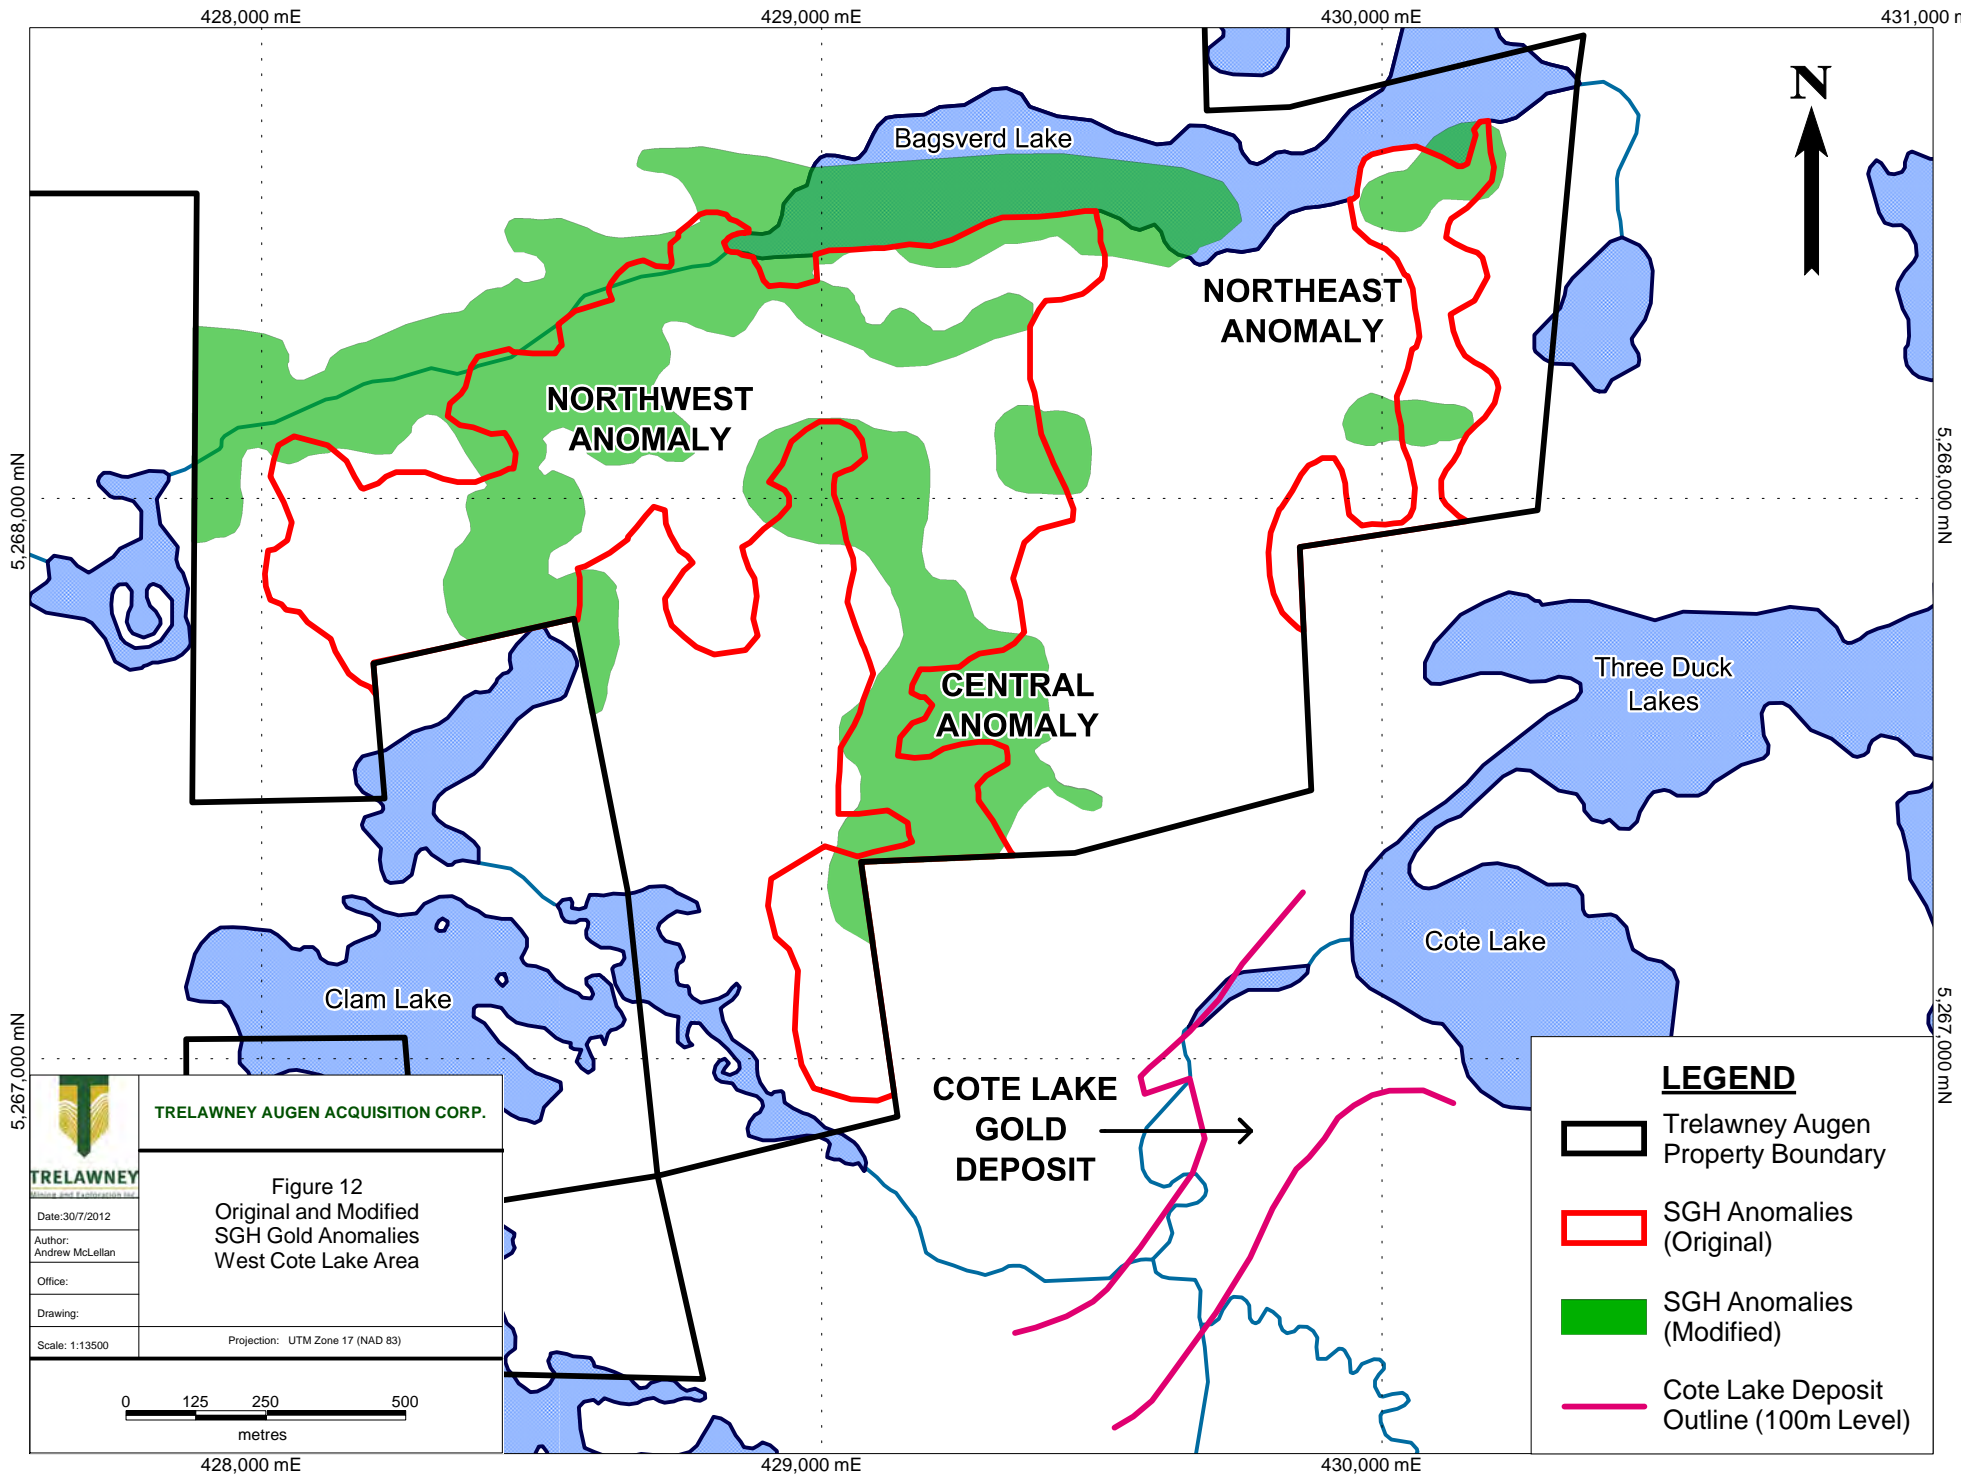 428,000 mE
429,000 mE
430,000 mE
431,000 m
N
Bagsverd Lake
NORTHEAST
ANOMALY
NORTHWEST
ANOMALY
5,268,000 mN
5,268,000 mN
CENTRAL
ANOMALY
Three Duck
Lakes
Cote Lake
Clam Lake
5,267,000 mN
5,267,000 mN
COTE LAKE
GOLD
DEPOSIT
TRELAWNEY
Mining and Exploration Inc.
TRELAWNEY AUGEN ACQUISITION CORP.
Figure 12
Original and Modified
SGH Gold Anomalies
West Cote Lake Area
Date:30/7/2012
Author:
Andrew McLellan
Office:
Drawing:
Scale: 1:13500
Projection: UTM Zone 17 (NAD 83)
0 125 250 500
metres
LEGEND
Trelawney Augen
Property Boundary
SGH Anomalies
(Original)
SGH Anomalies
(Modified)
Cote Lake Deposit
Outline (100m Level)
428,000 mE
429,000 mE
430,000 mE